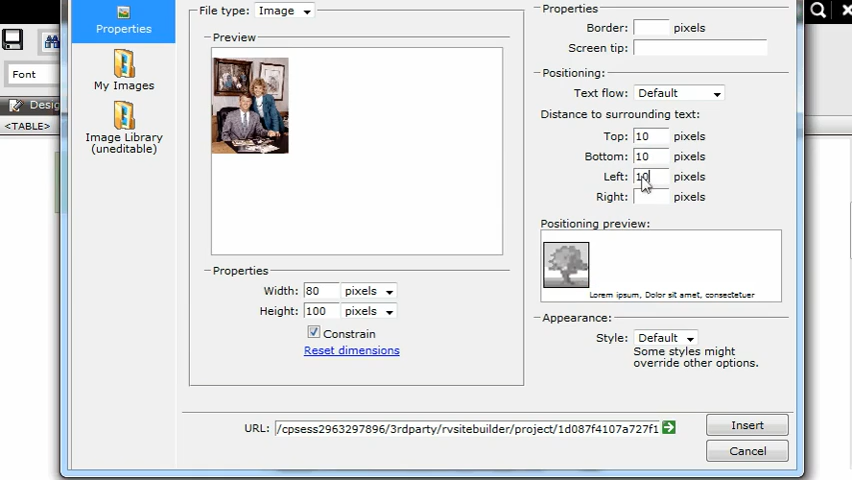 Properties
My Images
Image Library
(uneditable)
Font
Desig
<TABLE>
File type: Image
Preview
Properties
Width: 80 pixels
Height: 100 pixels
Constrain
Reset dimensions
Properties
Border: pixels
Screen tip:
Positioning:
Text flow: Default
Distance to surrounding text:
Top: 10 pixels
Bottom: 10 pixels
Left: 10 pixels
Right: pixels
Positioning preview:
Lorem ipsum, Dolor sit amet, consectetuer
Appearance:
Style: Default
Some styles might
override other options.
URL: /cpsess2963297896/3rdparty/rvsitebuilder/project/1d087f4107a727f1
Insert
Cancel